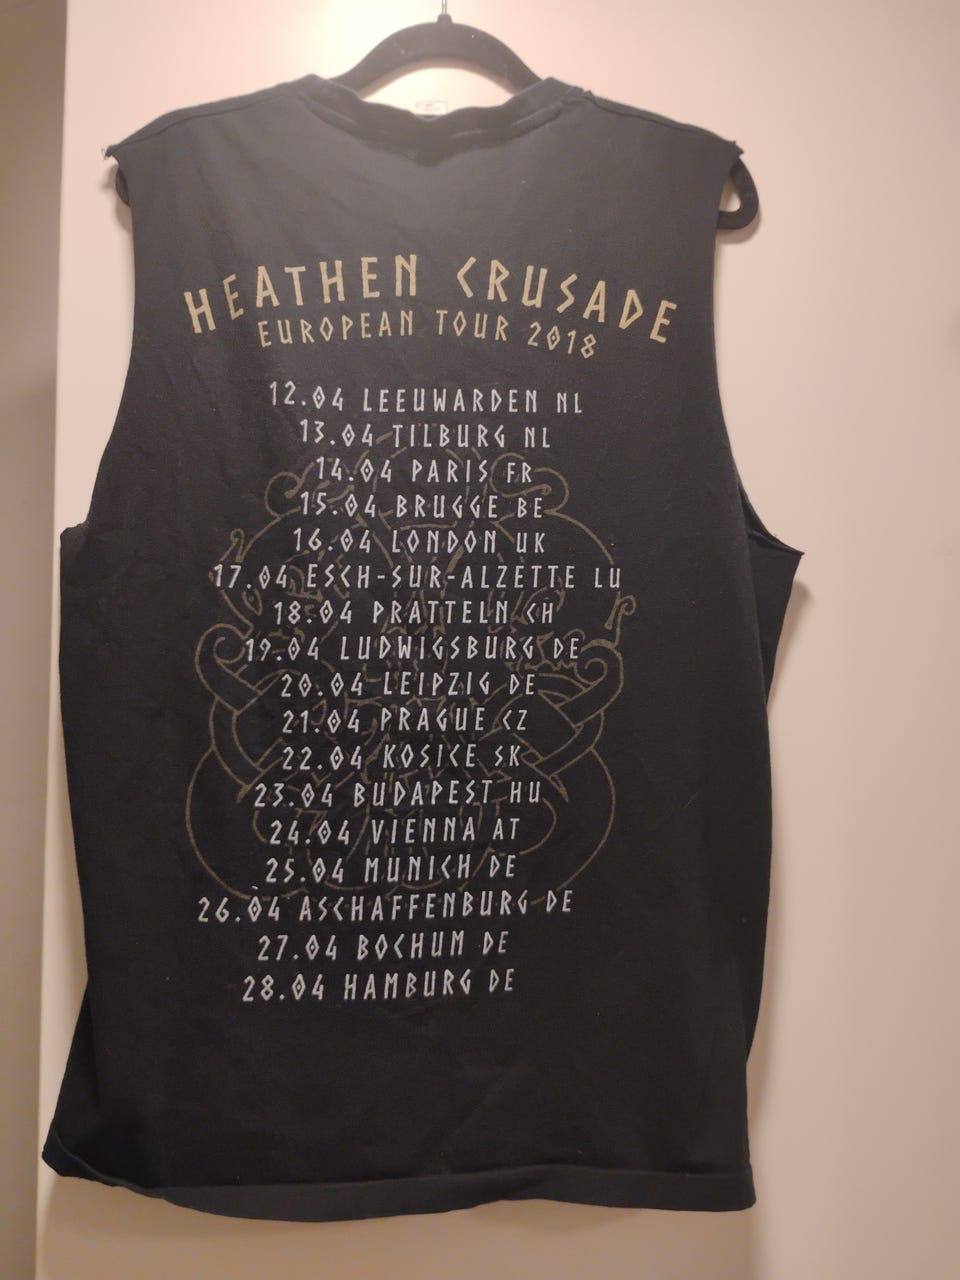 HEATHEN CRUSADE
EUROPEAN TOUR 2018
12.04 LEEUWARDEN NL
13.04 TILBURG NL
14.04 PARIS FR
15.04 BRUGGE BE
16.04 LONDON UK
17.04 ESCH-SUR-ALZETTE LU
18.04 PRATTELN CH
19.04 LUDWIGSBURG DE
20.04 LEIPZIG DE
21.04 PRAGUE CZ
22.04 KOSICE SK
23.04 BUDAPEST HU
24.04 VIENNA AT
25.04 MUNICH DE
26.04 ASCHAFFENBURG DE
27.04 BOCHUM DE
28.04 HAMBURG DE